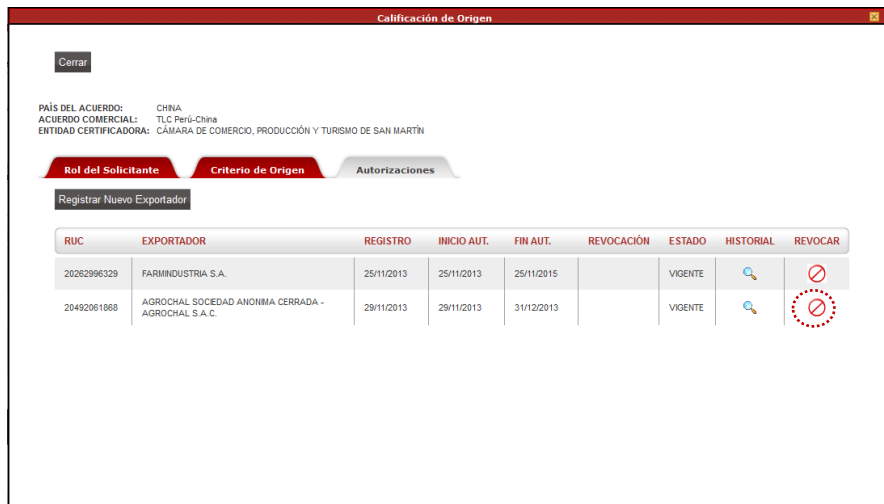 Calificación de Origen
Cerrar
PAÍS DEL ACUERDO: CHINA
ACUERDO COMERCIAL: TLC Perú-China
ENTIDAD CERTIFICADORA: CÁMARA DE COMERCIO, PRODUCCIÓN Y TURISMO DE SAN MARTÍN
Rol del Solicitante Criterio de Origen Autorizaciones
Registrar Nuevo Exportador
RUC EXPORTADOR REGISTRO INICIO AUT. FIN AUT. REVOCACIÓN ESTADO HISTORIAL REVOCAR
20262996329 FARMINDUSTRIA S.A. 25/11/2013 25/11/2013 25/11/2015 VIGENTE
20492061868 AGROCHAL SOCIEDAD ANONIMA CERRADA - 29/11/2013 29/11/2013 31/12/2013 VIGENTE
AGROCHAL S.A.C.